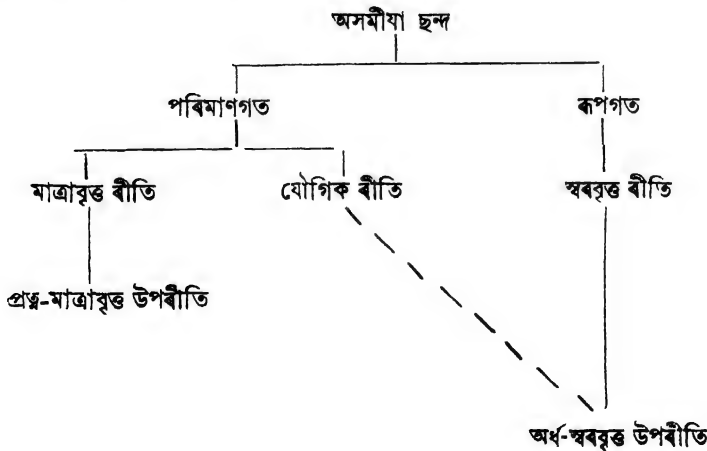 অসমীযা ছন্দ
পৰিমাণগত ৰূপগত
মাত্ৰাবৃত্ত ৰীতি যৌগিক ৰীতি স্বৰবৃত্ত ৰীতি
প্ৰত্ন-মাত্ৰাবৃত্ত উপৰীতি
অৰ্ধ-স্বৰবৃত্ত উপৰীতি